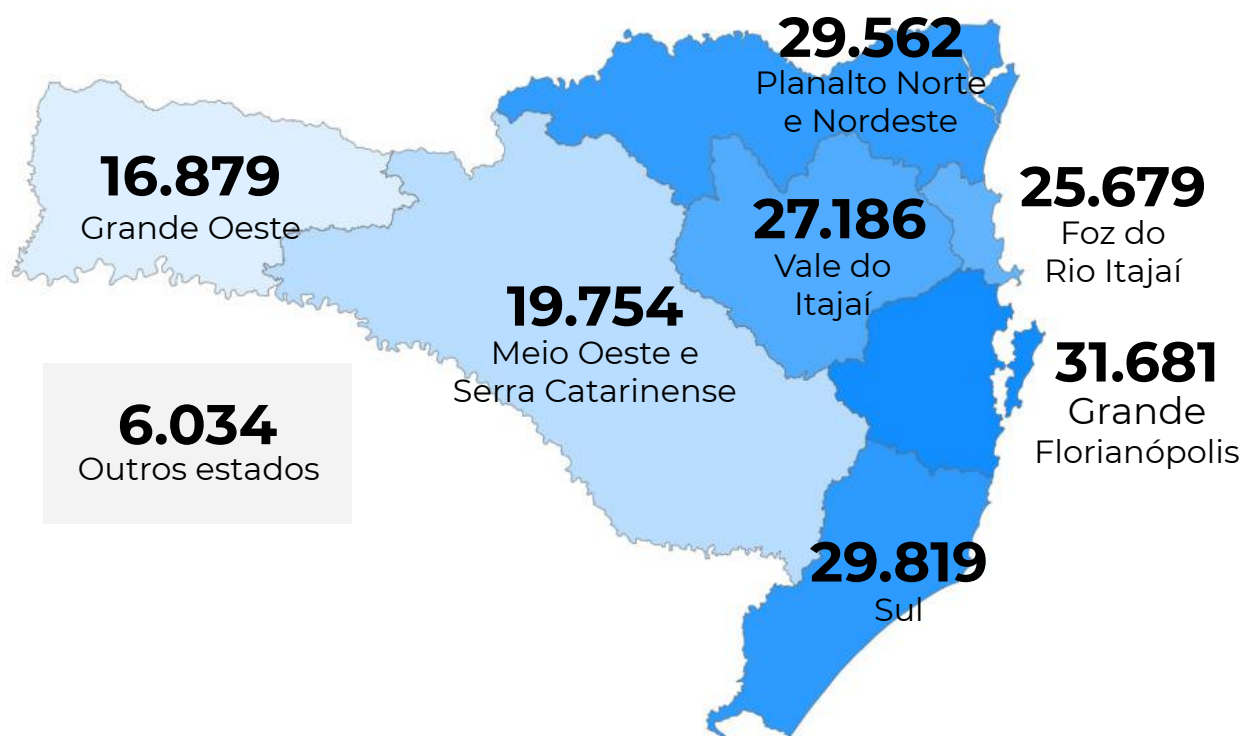 29.562
Planalto Norte
e Nordeste
16.879
Grande Oeste
25.679
Foz do
Rio Itajaí
27.186
Vale do
Itajaí
19.754
Meio Oeste e
Serra Catarinense
31.681
Grande
Florianópolis
6.034
Outros estados
29.819
Sul